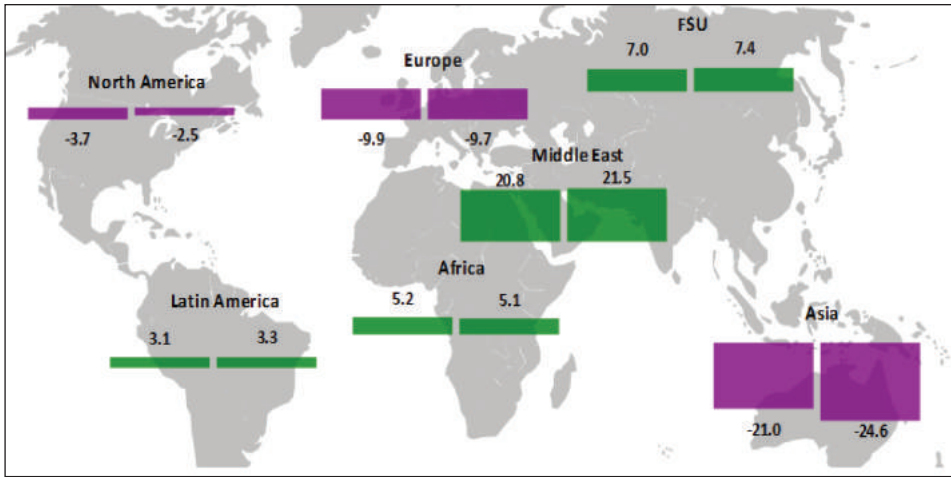 FSU
7.0 7.4
Europe
North America
-3.7 -2.5
-9.9 -9.7
Middle East
20.8 21.5
Africa
5.2 5.1
Latin America
3.1 3.3
Asia
-21.0 -24.6